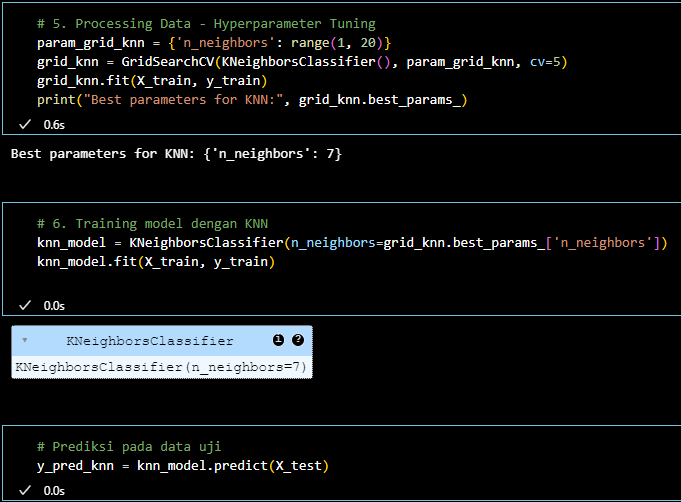 # 5. Processing Data - Hyperparameter Tuning
param_grid_knn = {'n_neighbors': range(1, 20)}
grid_knn = GridSearchCV(KNeighborsClassifier(), param_grid_knn, cv=5)
grid_knn.fit(X_train, y_train)
print("Best parameters for KNN:", grid_knn.best_params_)
✓ 0.6s
Best parameters for KNN: {'n_neighbors': 7}
# 6. Training model dengan KNN
knn_model = KNeighborsClassifier(n_neighbors=grid_knn.best_params_['n_neighbors'])
knn_model.fit(X_train, y_train)
✓ 0.0s
▾ KNeighborsClassifier i ?
KNeighborsClassifier(n_neighbors=7)
# Prediksi pada data uji
y_pred_knn = knn_model.predict(X_test)
✓ 0.0s